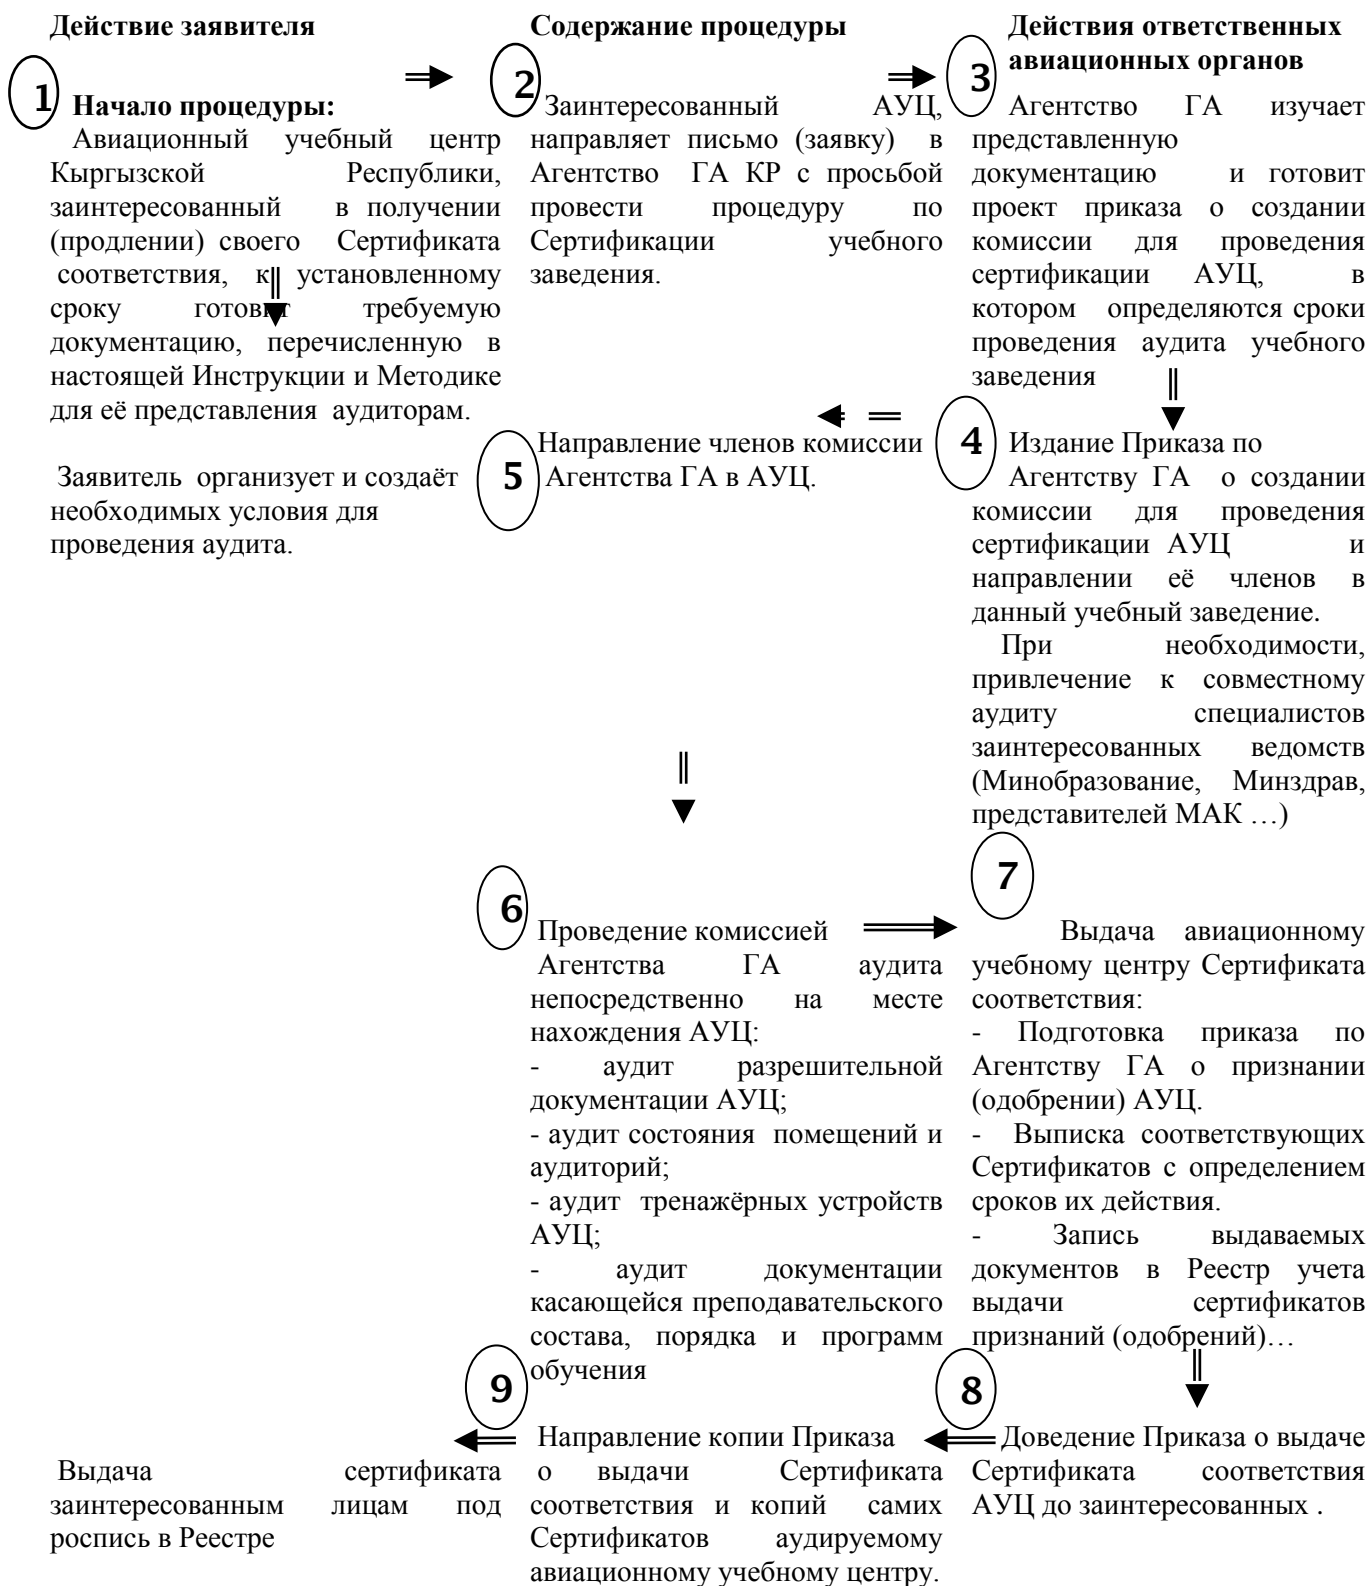 Действие заявителя
1
Начало процедуры:
Авиационный учебный центр
Кыргызской Республики,
заинтересованный в получении
(продлении) своего Сертификата
соответствия, к установленному
сроку готовит требуемую
документацию, перечисленную в
настоящей Инструкции и Методике
для её представления аудиторам.
Заявитель организует и создаёт
необходимых условия для
проведения аудита.
Содержание процедуры
2
Заинтересованный АУЦ,
направляет письмо (заявку) в
Агентство ГА КР с просьбой
провести процедуру по
Сертификации учебного
заведения.
Действия ответственных
авиационных органов
3
Агентство ГА изучает
представленную
документацию и готовит
проект приказа о создании
комиссии для проведения
сертификации АУЦ, в
котором определяются сроки
проведения аудита учебного
заведения
4
Издание Приказа по
Агентству ГА о создании
комиссии для проведения
сертификации АУЦ и
направлении её членов в
данный учебный заведение.
При необходимости,
привлечение к совместному
аудиту специалистов
заинтересованных ведомств
(Минобразование, Минздрав,
представителей МАК …)
5
Направление членов комиссии
Агентства ГА в АУЦ.
6
Проведение комиссией
Агентства ГА аудита
непосредственно на месте
нахождения АУЦ:
- аудит разрешительной
документации АУЦ;
- аудит состояния помещений и
аудиторий;
- аудит тренажёрных устройств
АУЦ;
- аудит документации
касающейся преподавательского
состава, порядка и программ
обучения
7
Выдача авиационному
учебному центру Сертификата
соответствия:
- Подготовка приказа по
Агентству ГА о признании
(одобрении) АУЦ.
- Выписка соответствующих
Сертификатов с определением
сроков их действия.
- Запись выдаваемых
документов в Реестр учета
выдачи сертификатов
признаний (одобрений)…
8
Доведение Приказа о выдаче
Сертификата соответствия
АУЦ до заинтересованных .
9
Направление копии Приказа
о выдачи Сертификата
соответствия и копий самих
Сертификатов аудируемому
авиационному учебному центру.
Выдача сертификата
заинтересованным лицам под
роспись в Реестре